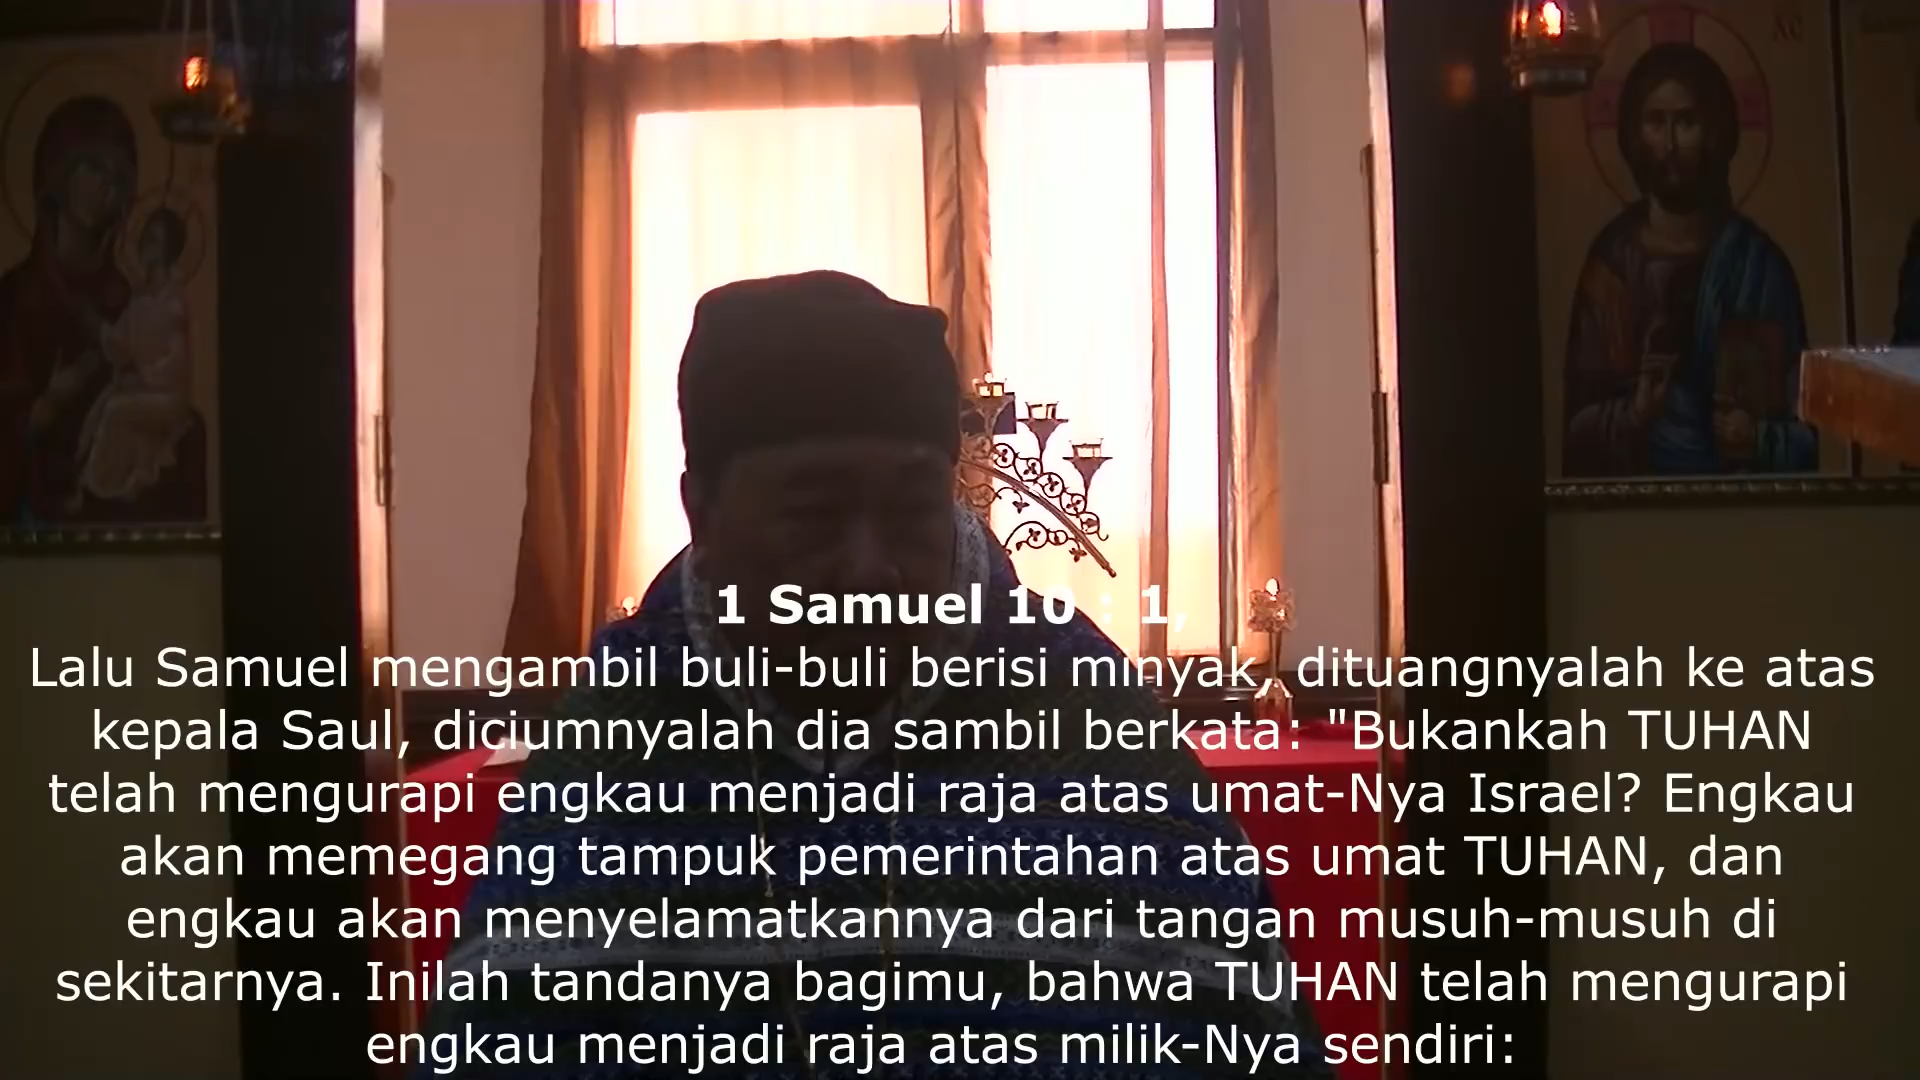 1 Samuel 10 : 1,
Lalu Samuel mengambil buli-buli berisi minyak, dituangnyalah ke atas
kepala Saul, diciumnyalah dia sambil berkata: "Bukankah TUHAN
telah mengurapi engkau menjadi raja atas umat-Nya Israel? Engkau
akan memegang tampuk pemerintahan atas umat TUHAN, dan
engkau akan menyelamatkannya dari tangan musuh-musuh di
sekitarnya. Inilah tandanya bagimu, bahwa TUHAN telah mengurapi
engkau menjadi raja atas milik-Nya sendiri: